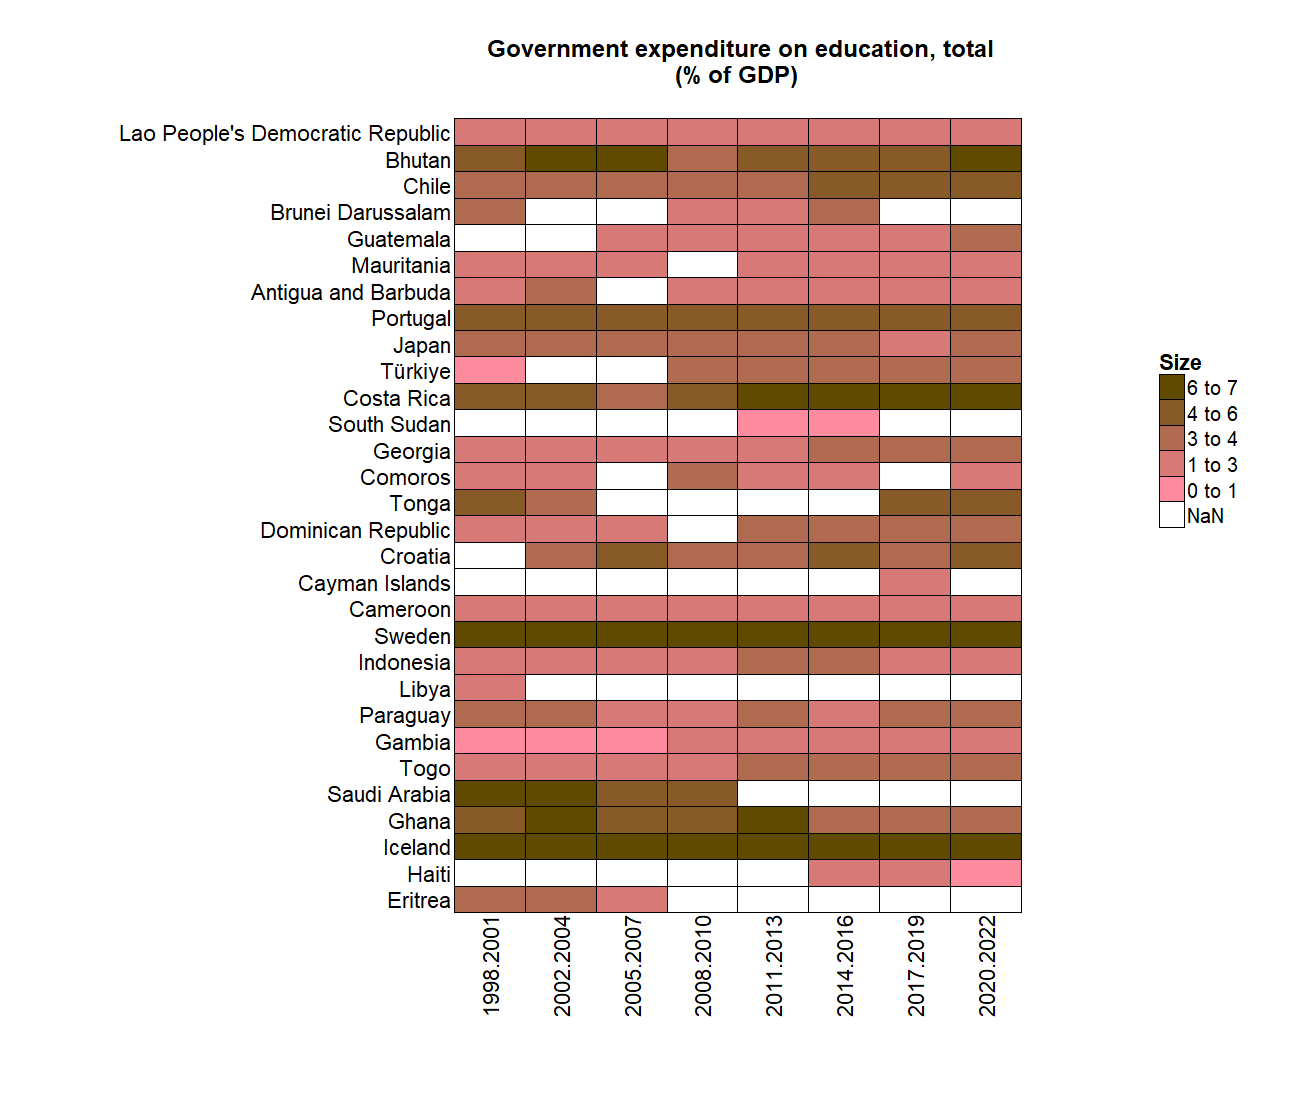 Government expenditure on education, total
(% of GDP)
Lao People's Democratic Republic
Bhutan
Chile
Brunei Darussalam
Guatemala
Mauritania
Antigua and Barbuda
Portugal
Japan
Türkiye
Costa Rica
South Sudan
Georgia
Comoros
Tonga
Dominican Republic
Croatia
Cayman Islands
Cameroon
Sweden
Indonesia
Libya
Paraguay
Gambia
Togo
Saudi Arabia
Ghana
Iceland
Haiti
Eritrea
1998.2001
2002.2004
2005.2007
2008.2010
2011.2013
2014.2016
2017.2019
2020.2022
Size
6 to 7
4 to 6
3 to 4
1 to 3
0 to 1
NaN